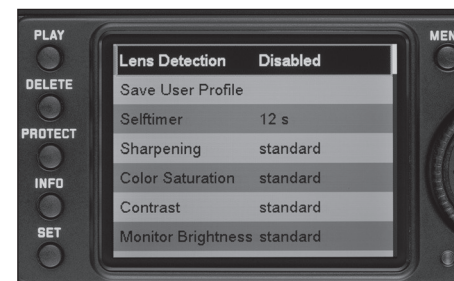 PLAY
DELETE
PROTECT
INFO
SET
Lens Detection Disabled
Save User Profile
Selftimer 12 s
Sharpening standard
Color Saturation standard
Contrast standard
Monitor Brightness standard
MEN